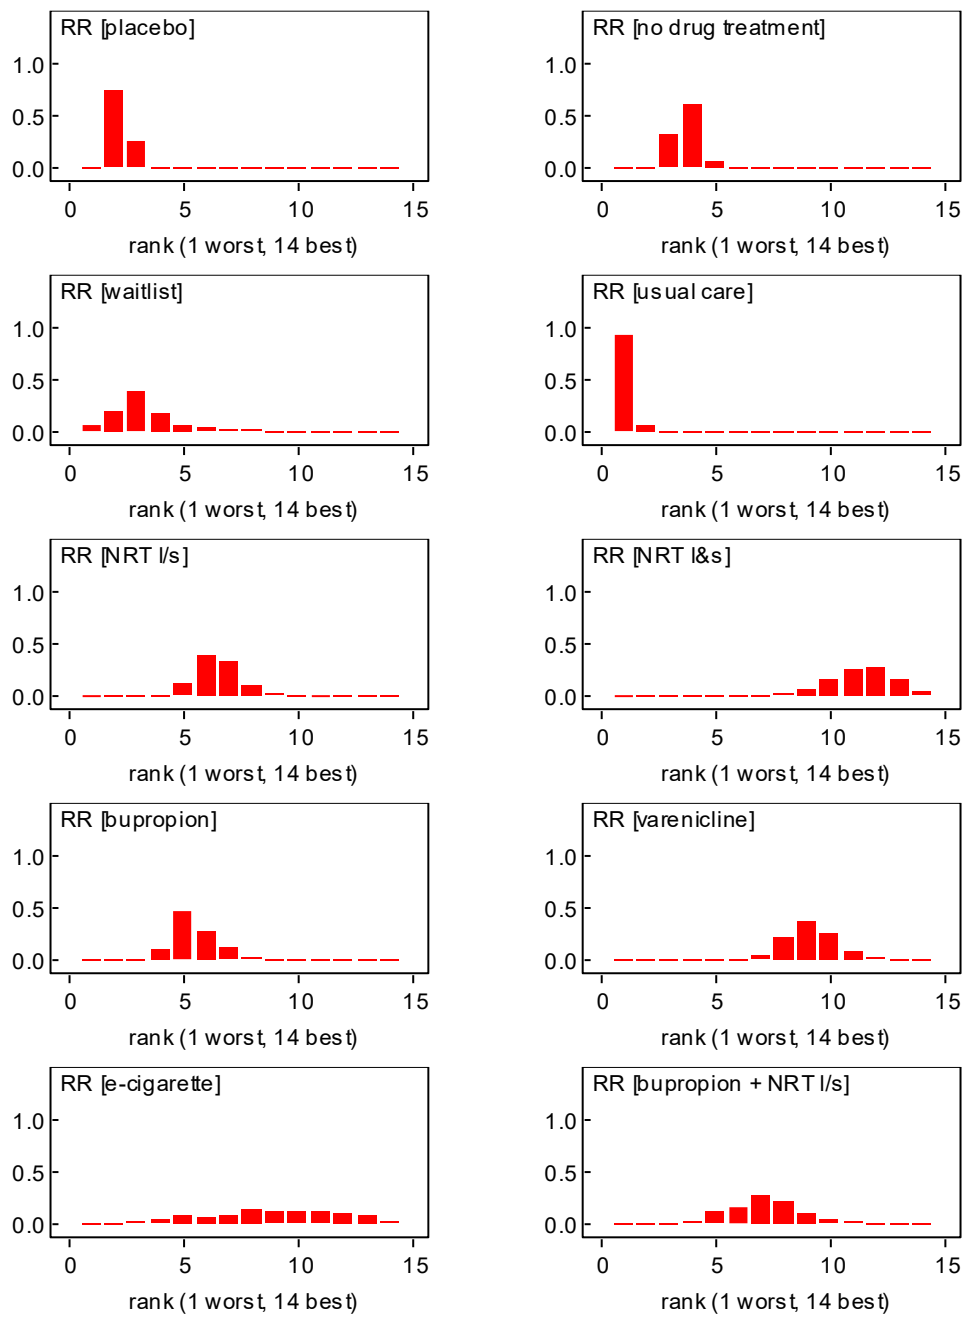 RR [placebo]
1.0
0.5
0.0
0 5 10 15
rank (1 worst, 14 best)
RR [no drug treatment]
1.0
0.5
0.0
0 5 10 15
rank (1 worst, 14 best)
RR [waitlist]
1.0
0.5
0.0
0 5 10 15
rank (1 worst, 14 best)
RR [usual care]
1.0
0.5
0.0
0 5 10 15
rank (1 worst, 14 best)
RR [NRT l/s]
1.0
0.5
0.0
0 5 10 15
rank (1 worst, 14 best)
RR [NRT l&s]
1.0
0.5
0.0
0 5 10 15
rank (1 worst, 14 best)
RR [bupropion]
1.0
0.5
0.0
0 5 10 15
rank (1 worst, 14 best)
RR [varenicline]
1.0
0.5
0.0
0 5 10 15
rank (1 worst, 14 best)
RR [e-cigarette]
1.0
0.5
0.0
0 5 10 15
rank (1 worst, 14 best)
RR [bupropion + NRT l/s]
1.0
0.5
0.0
0 5 10 15
rank (1 worst, 14 best)